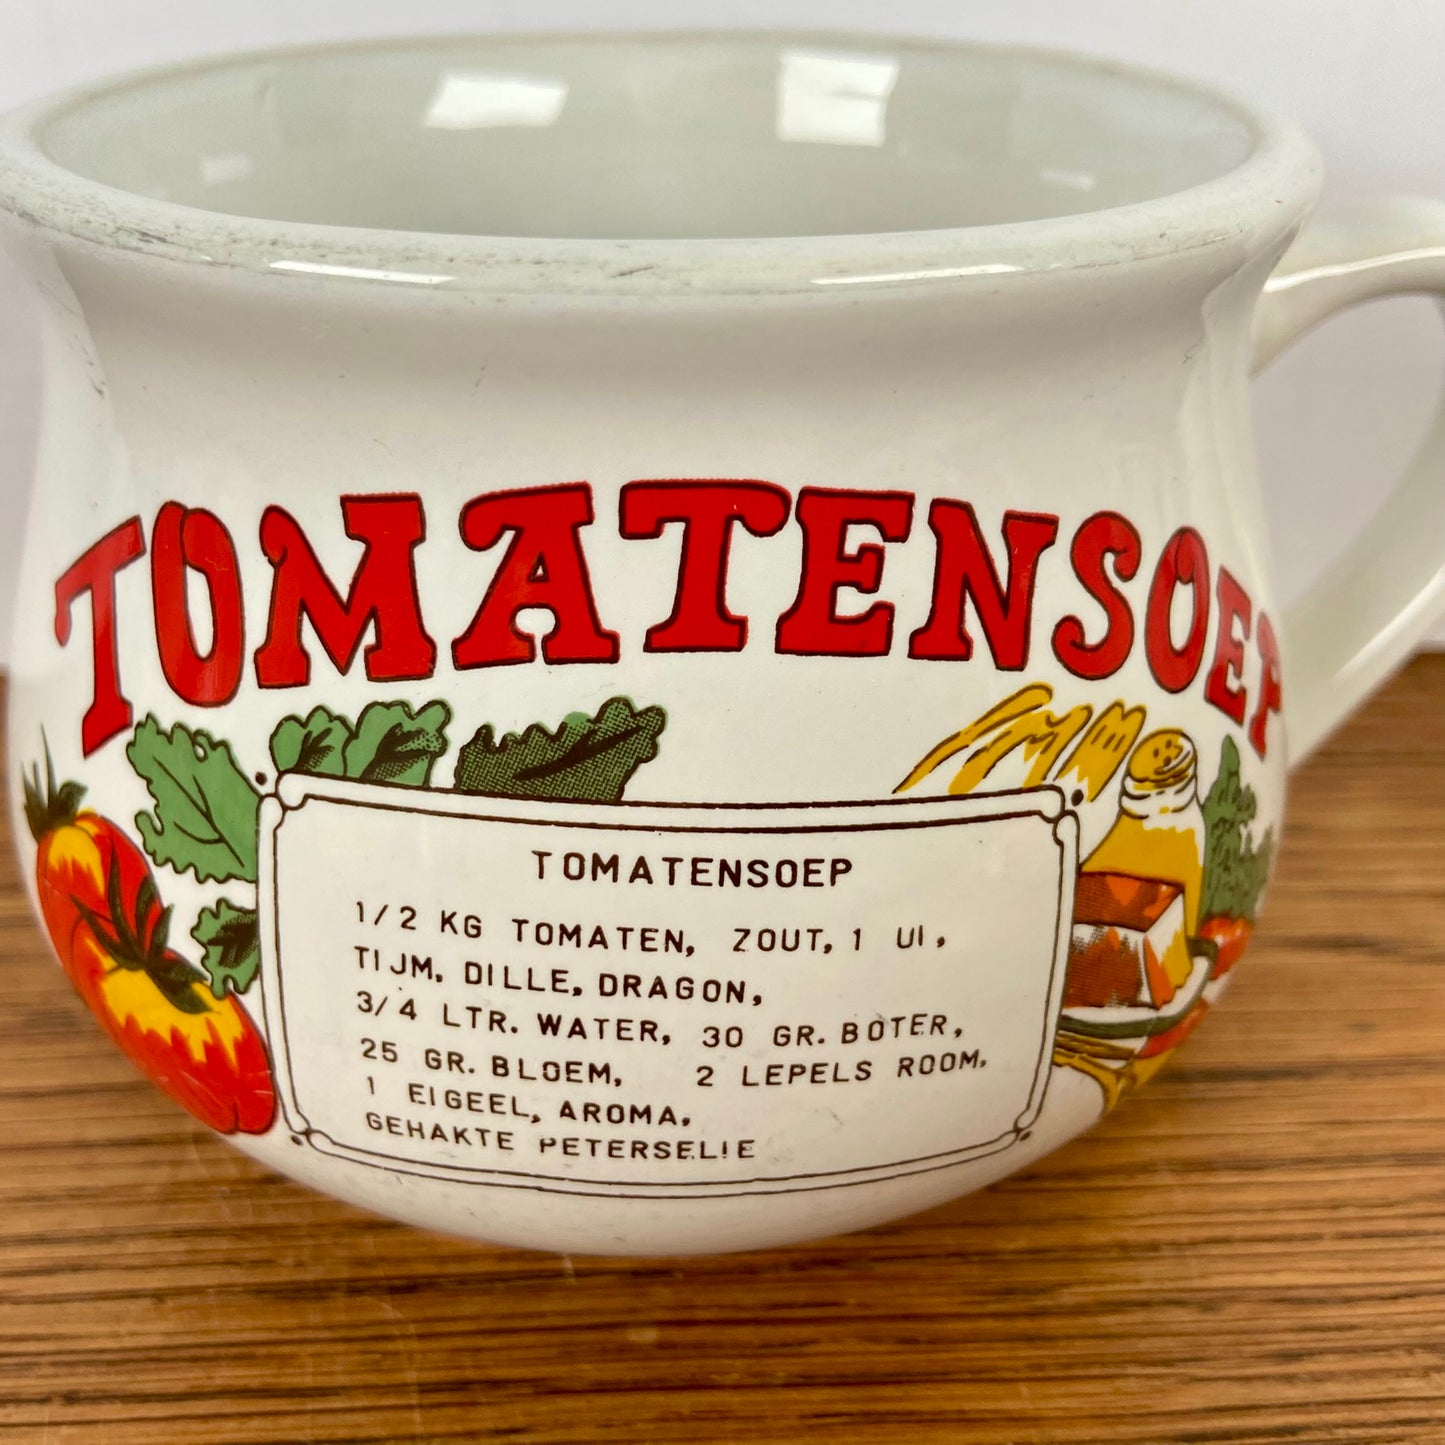 TOMATENSOEP
TOMATENSOEP
1/2 KG TOMATEN, ZOUT, 1 UI,
TIJM, DILLE, DRAGON,
3/4 LTR. WATER, 30 GR. BOTER,
25 GR. BLOEM, 2 LEPELS ROOM,
1 EIGEEL, AROMA,
GEHAKTE PETERSELIE